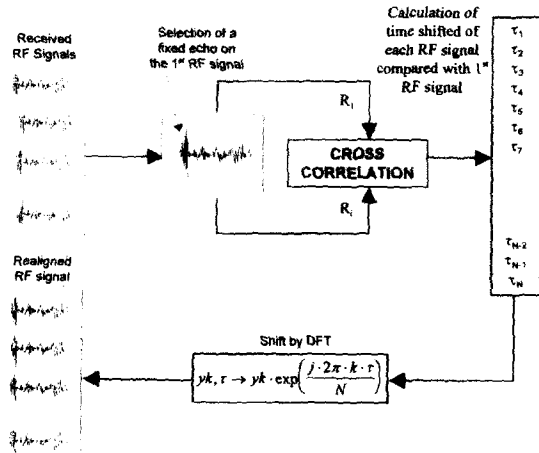 Received
RF Signals
Selection of a
fixed echo on
the 1st RF signal
Calculation of
time shifted of
each RF signal
compared with 1st
RF signal
R1
CROSS
CORRELATION
Ri
τ1
τ2
τ3
τ4
τ5
τ6
τ7
τN-2
τN-1
τN
Realigned
RF signal
Shift by DFT
yk, τ → yk · exp(j · 2π · k · τ / N)